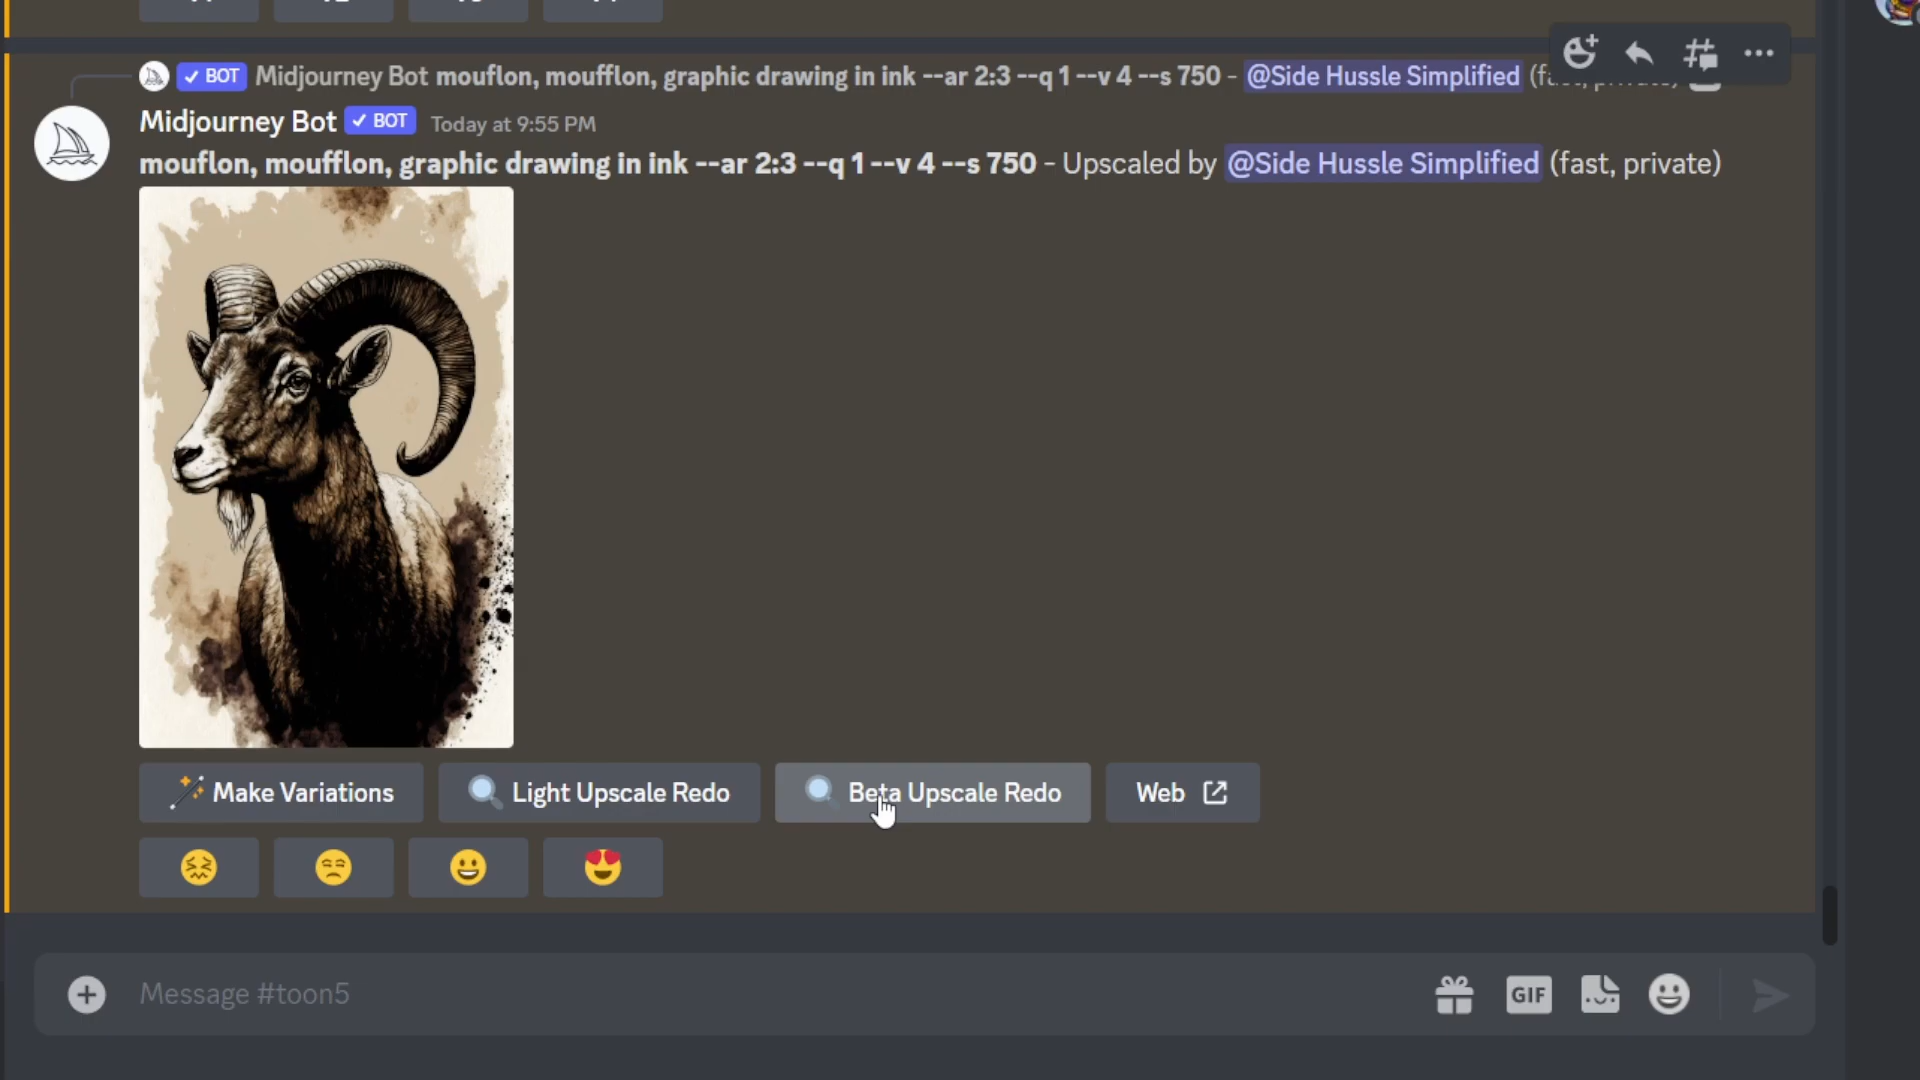 BOT Midjourney Bot mouflon, moufflon, graphic drawing in ink --ar 2:3 --q 1 --v 4 --s 750 - @Side Hussle Simplified
Midjourney Bot BOT Today at 9:55 PM
mouflon, moufflon, graphic drawing in ink --ar 2:3 --q 1 --v 4 --s 750 - Upscaled by @Side Hussle Simplified (fast, private)
Make Variations Light Upscale Redo Beta Upscale Redo Web
Message #toon5 GIF